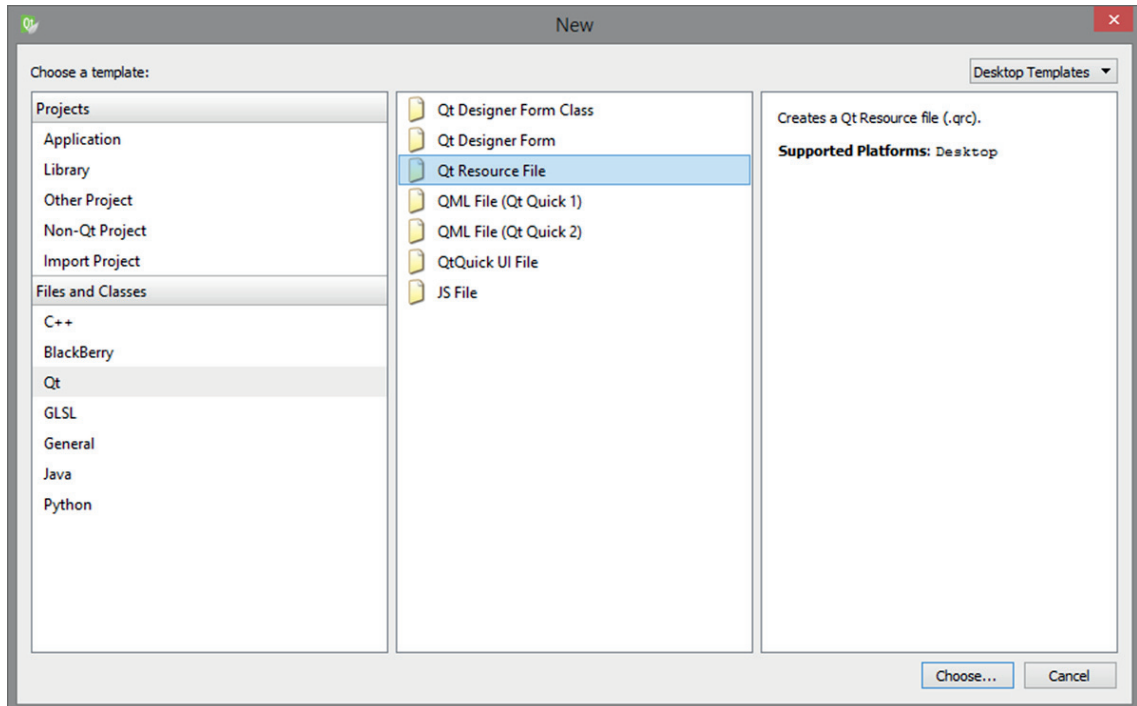 New
Choose a template:
Desktop Templates
Projects
Application
Library
Other Project
Non-Qt Project
Import Project
Files and Classes
C++
BlackBerry
Qt
GLSL
General
Java
Python
Qt Designer Form Class
Qt Designer Form
Qt Resource File
QML File (Qt Quick 1)
QML File (Qt Quick 2)
QtQuick UI File
JS File
Creates a Qt Resource file (.qrc).
Supported Platforms: Desktop
Choose...
Cancel